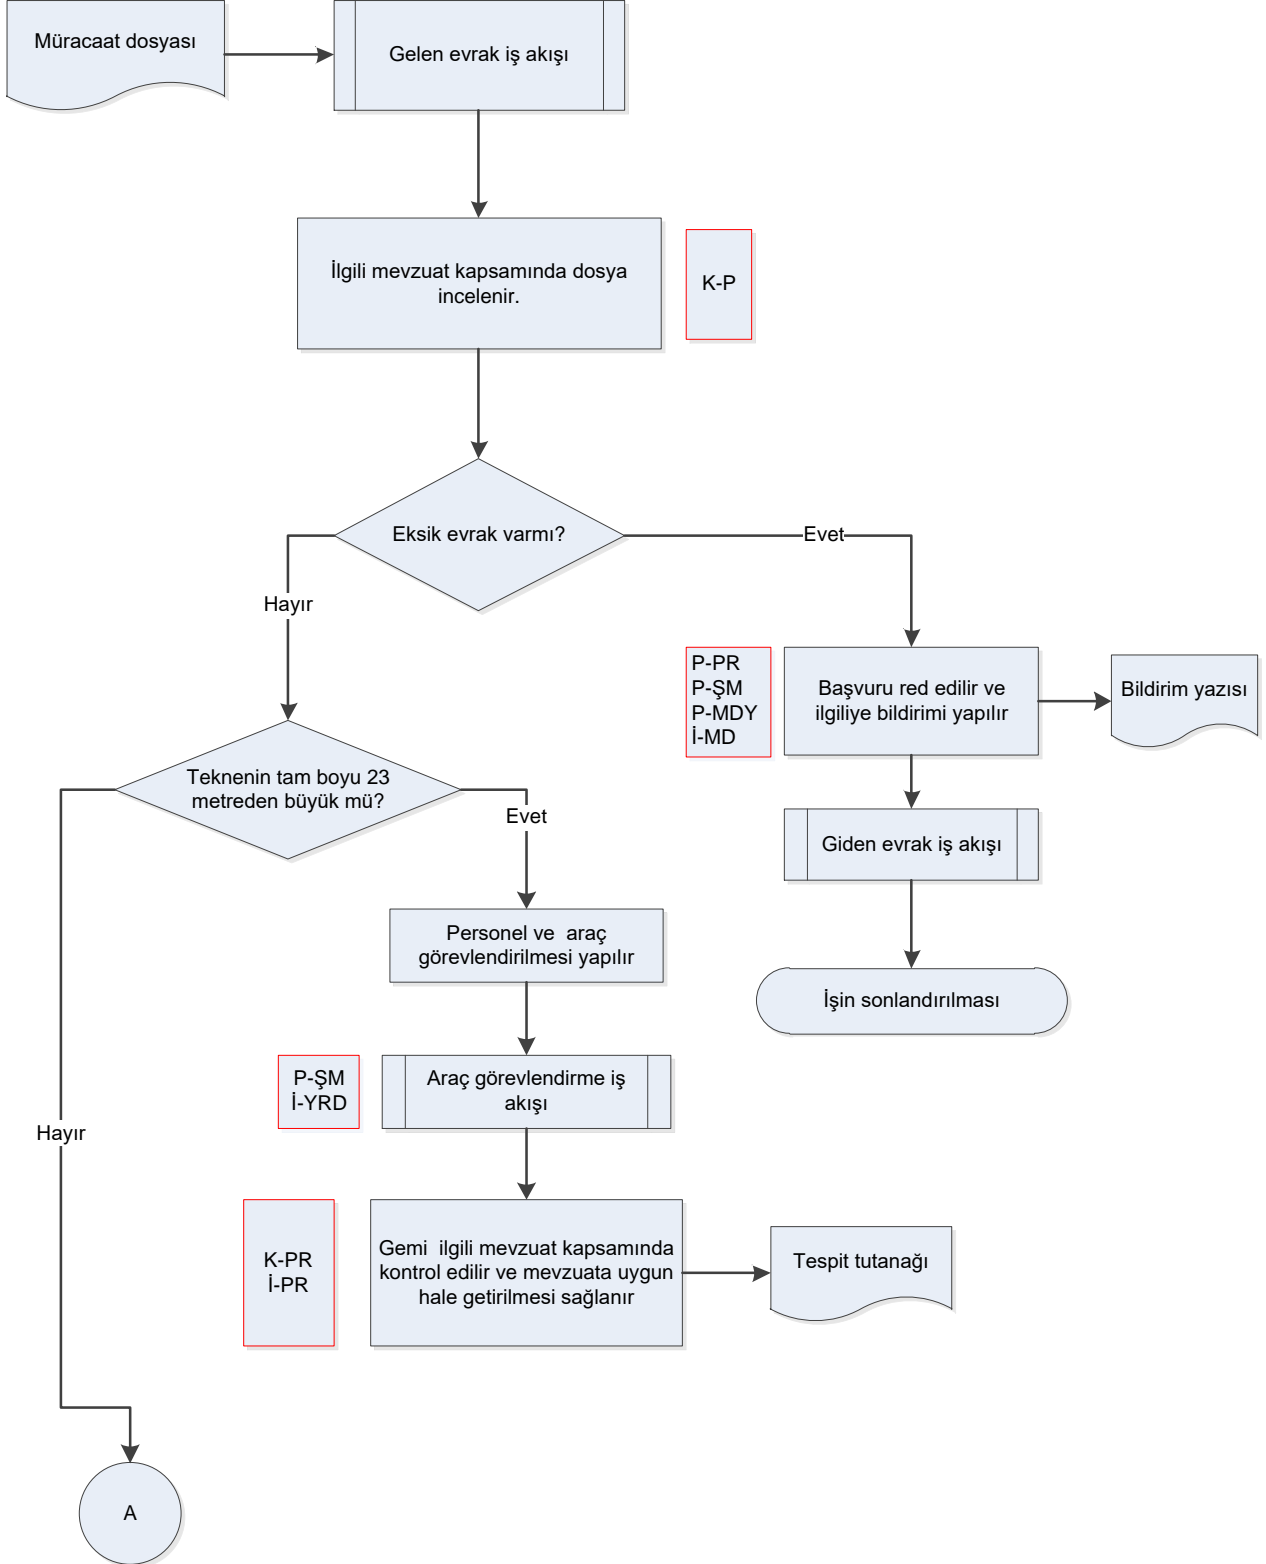 Müracaat dosyası
Gelen evrak iş akışı
İlgili mevzuat kapsamında dosya
incelenir.
K-P
Eksik evrak varmı?
Evet
Hayır
P-PR
P-ŞM
P-MDY
İ-MD
Başvuru red edilir ve
ilgiliye bildirimi yapılır
Bildirim yazısı
Teknenin tam boyu 23
metreden büyük mü?
Evet
Giden evrak iş akışı
Personel ve araç
görevlendirilmesi yapılır
İşin sonlandırılması
P-ŞM
İ-YRD
Araç görevlendirme iş
akışı
Hayır
K-PR
İ-PR
Gemi ilgili mevzuat kapsamında
kontrol edilir ve mevzuata uygun
hale getirilmesi sağlanır
Tespit tutanağı
A